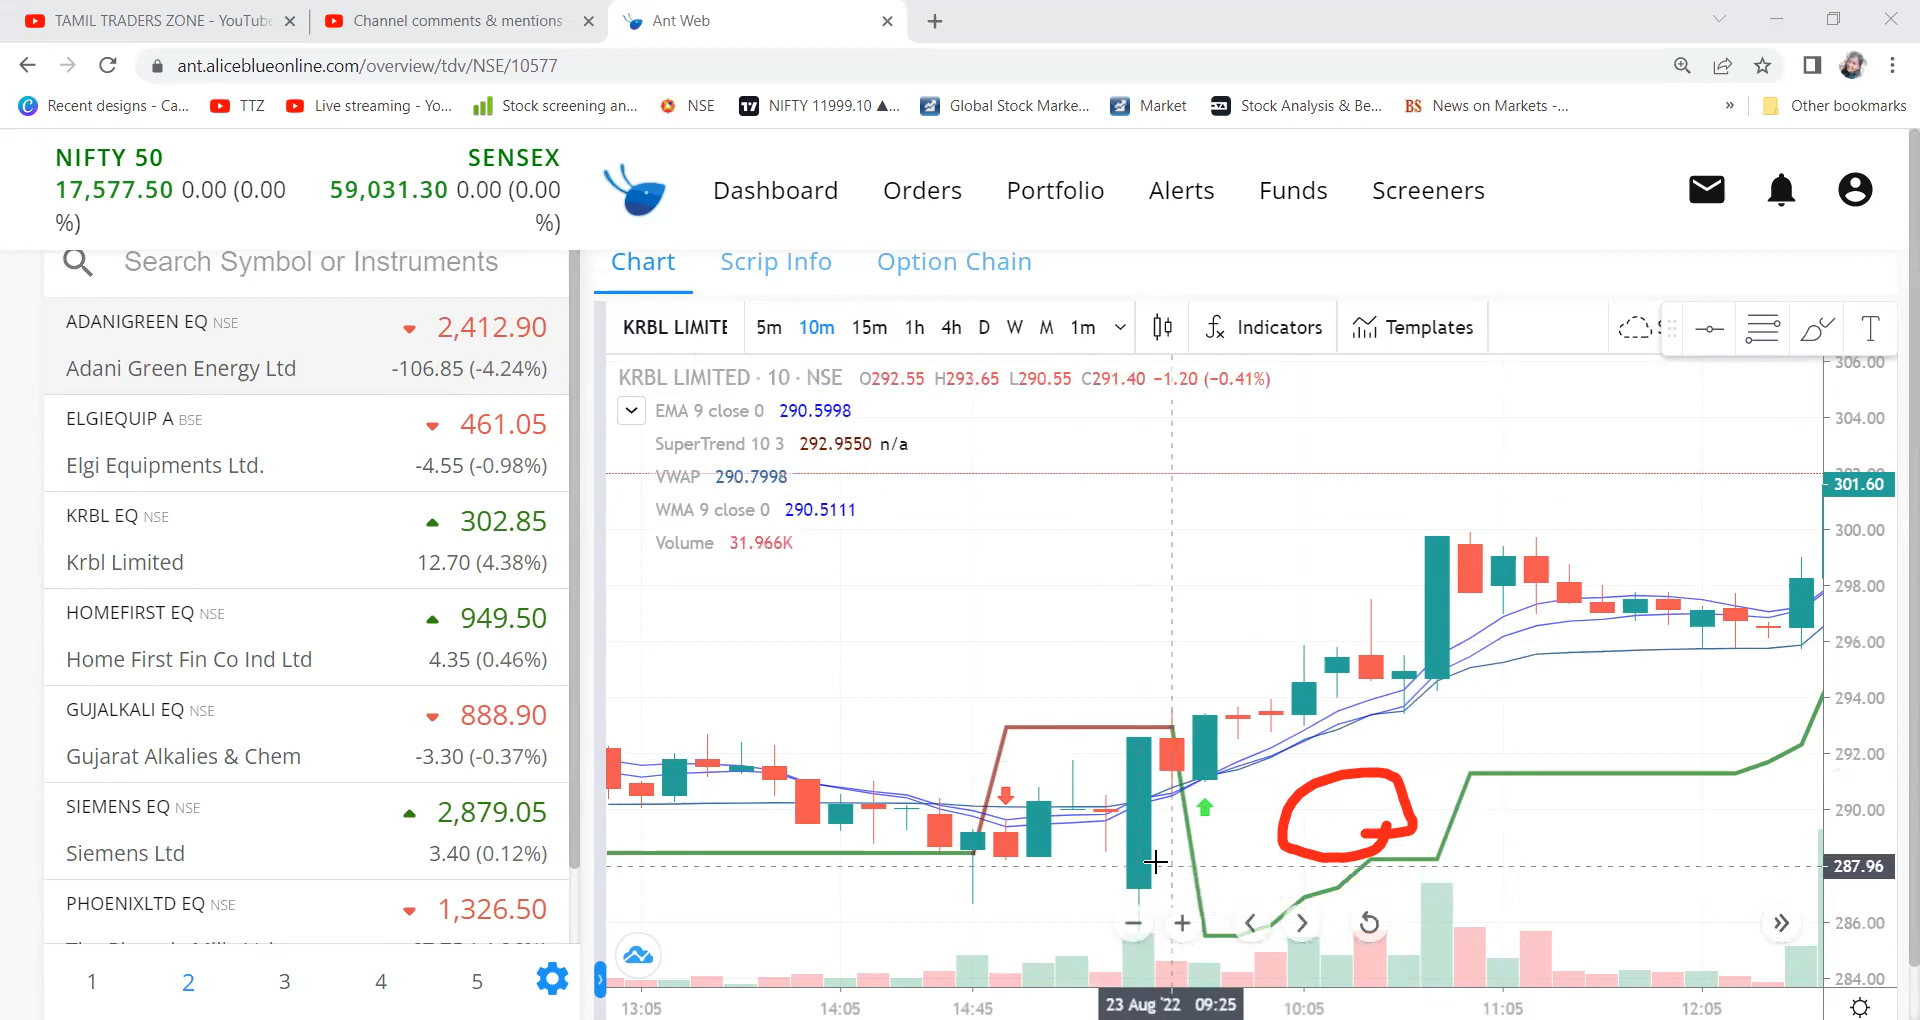 TAMIL TRADERS ZONE - YouTube
Channel comments & mentions -
Ant Web
ant.aliceblueonline.com/overview/tdv/NSE/10577
Recent designs - Ca...
TTZ
Live streaming - Yo...
Stock screening an...
NSE
NIFTY 11999.10 ▲...
Global Stock Marke...
Market
Stock Analysis & Be...
BS News on Markets -...
»
Other bookmarks
NIFTY 50
17,577.50 0.00 (0.00
%)
SENSEX
59,031.30 0.00 (0.00
%)
Dashboard
Orders
Portfolio
Alerts
Funds
Screeners
Search Symbol or Instruments
ADANIGREEN EQ NSE
2,412.90
Adani Green Energy Ltd
-106.85 (-4.24%)
ELGIEQUIP A BSE
461.05
Elgi Equipments Ltd.
-4.55 (-0.98%)
KRBL EQ NSE
302.85
Krbl Limited
12.70 (4.38%)
HOMEFIRST EQ NSE
949.50
Home First Fin Co Ind Ltd
4.35 (0.46%)
GUJALKALI EQ NSE
888.90
Gujarat Alkalies & Chem
-3.30 (-0.37%)
SIEMENS EQ NSE
2,879.05
Siemens Ltd
3.40 (0.12%)
PHOENIXLTD EQ NSE
1,326.50
1 2 3 4 5
Chart
Scrip Info
Option Chain
KRBL LIMITE
5m 10m 15m 1h 4h D W M 1m
Indicators
Templates
T
KRBL LIMITED · 10 · NSE O292.55 H293.65 L290.55 C291.40 −1.20 (−0.41%)
EMA 9 close 0 290.5998
SuperTrend 10 3 292.9550 n/a
VWAP 290.7998
WMA 9 close 0 290.5111
Volume 31.966K
306.00
304.00
301.60
300.00
298.00
296.00
294.00
292.00
290.00
287.96
286.00
284.00
13:05
14:05
14:45
23 Aug '22 09:25
10:05
11:05
12:05